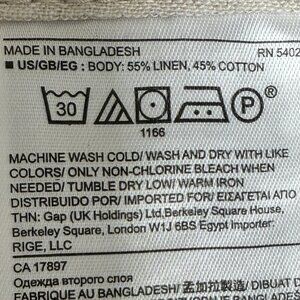 MADE IN BANGLADESH RN 5402
■ US/GB/EG : BODY: 55% LINEN, 45% COTTON
30 P
1166
MACHINE WASH COLD/ WASH AND DRY WITH LIKE
COLORS/ ONLY NON-CHLORINE BLEACH WHEN
NEEDED/ TUMBLE DRY LOW/ WARM IRON
DISTRIBUIDO POR/ IMPORTED FOR/ ΕΙΣΑΓΕΤΑΙ ΑΠΟ
THN: Gap (UK Holdings) Ltd,Berkeley Square House,
Berkeley Square, London W1J 6BS Egypt Importer:
RIGE, LLC
CA 17897
Одежда второго слоя
FABRIQUÉ AU BANGLADESH / 孟加拉製造 / DIBUAT D